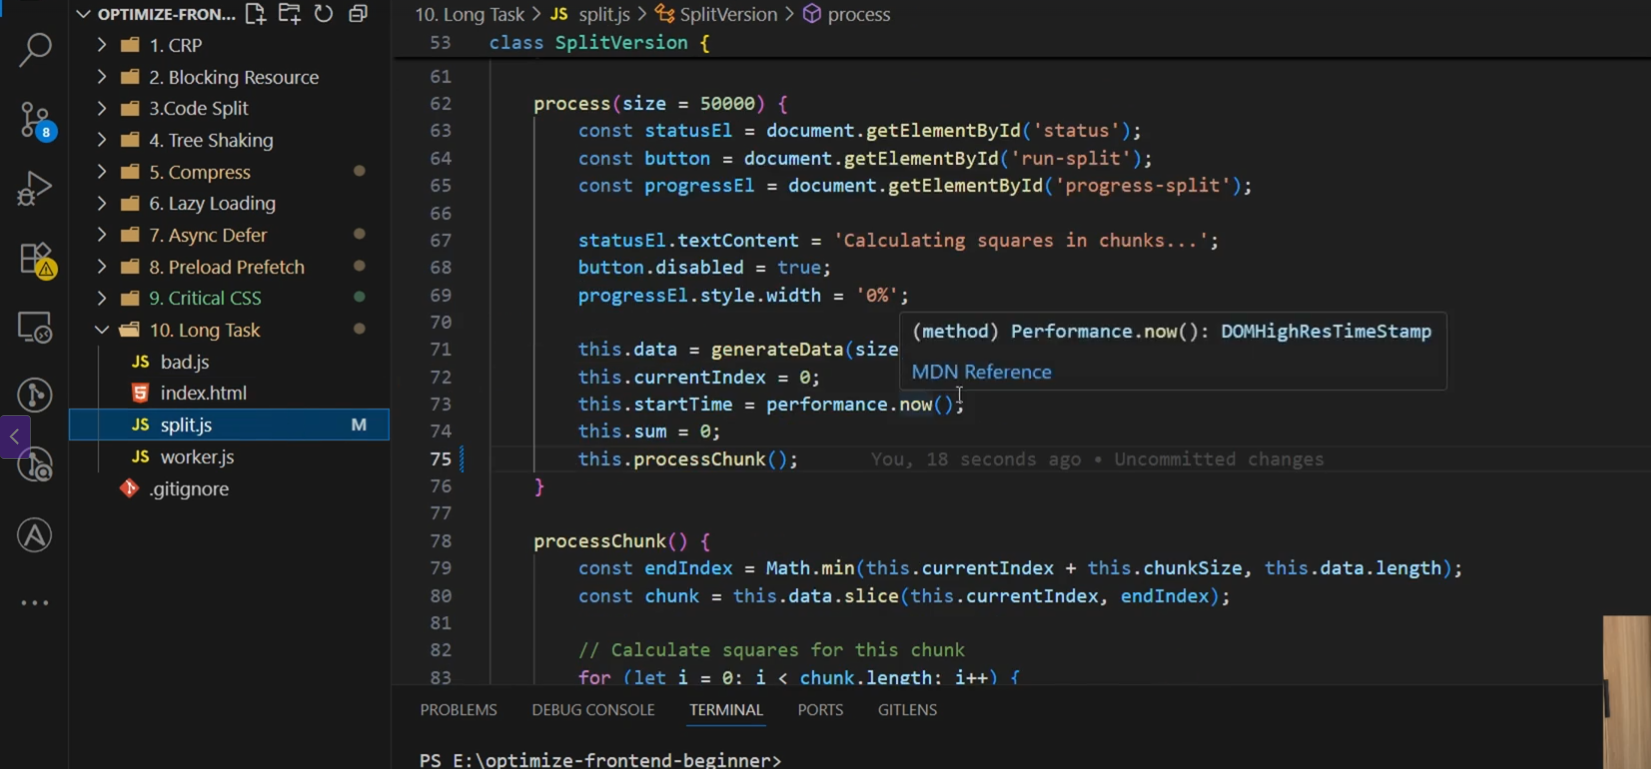 OPTIMIZE-FRON...
1. CRP
2. Blocking Resource
3.Code Split
4. Tree Shaking
5. Compress
6. Lazy Loading
7. Async Defer
8. Preload Prefetch
9. Critical CSS
10. Long Task
JS bad.js
index.html
JS split.js M
JS worker.js
.gitignore
8
10. Long Task > JS split.js > SplitVersion > process
53 class SplitVersion {
61
62 process(size = 50000) {
63 const statusEl = document.getElementById('status');
64 const button = document.getElementById('run-split');
65 const progressEl = document.getElementById('progress-split');
66
67 statusEl.textContent = 'Calculating squares in chunks...';
68 button.disabled = true;
69 progressEl.style.width = '0%';
70
(method) Performance.now(): DOMHighResTimeStamp
MDN Reference
71 this.data = generateData(size
72 this.currentIndex = 0;
73 this.startTime = performance.now();
74 this.sum = 0;
75 this.processChunk(); You, 18 seconds ago • Uncommitted changes
76 }
77
78 processChunk() {
79 const endIndex = Math.min(this.currentIndex + this.chunkSize, this.data.length);
80 const chunk = this.data.slice(this.currentIndex, endIndex);
81
82 // Calculate squares for this chunk
83 for (let i = 0; i < chunk.length; i++) {
PROBLEMS DEBUG CONSOLE TERMINAL PORTS GITLENS
PS E:\optimize-frontend-beginner>